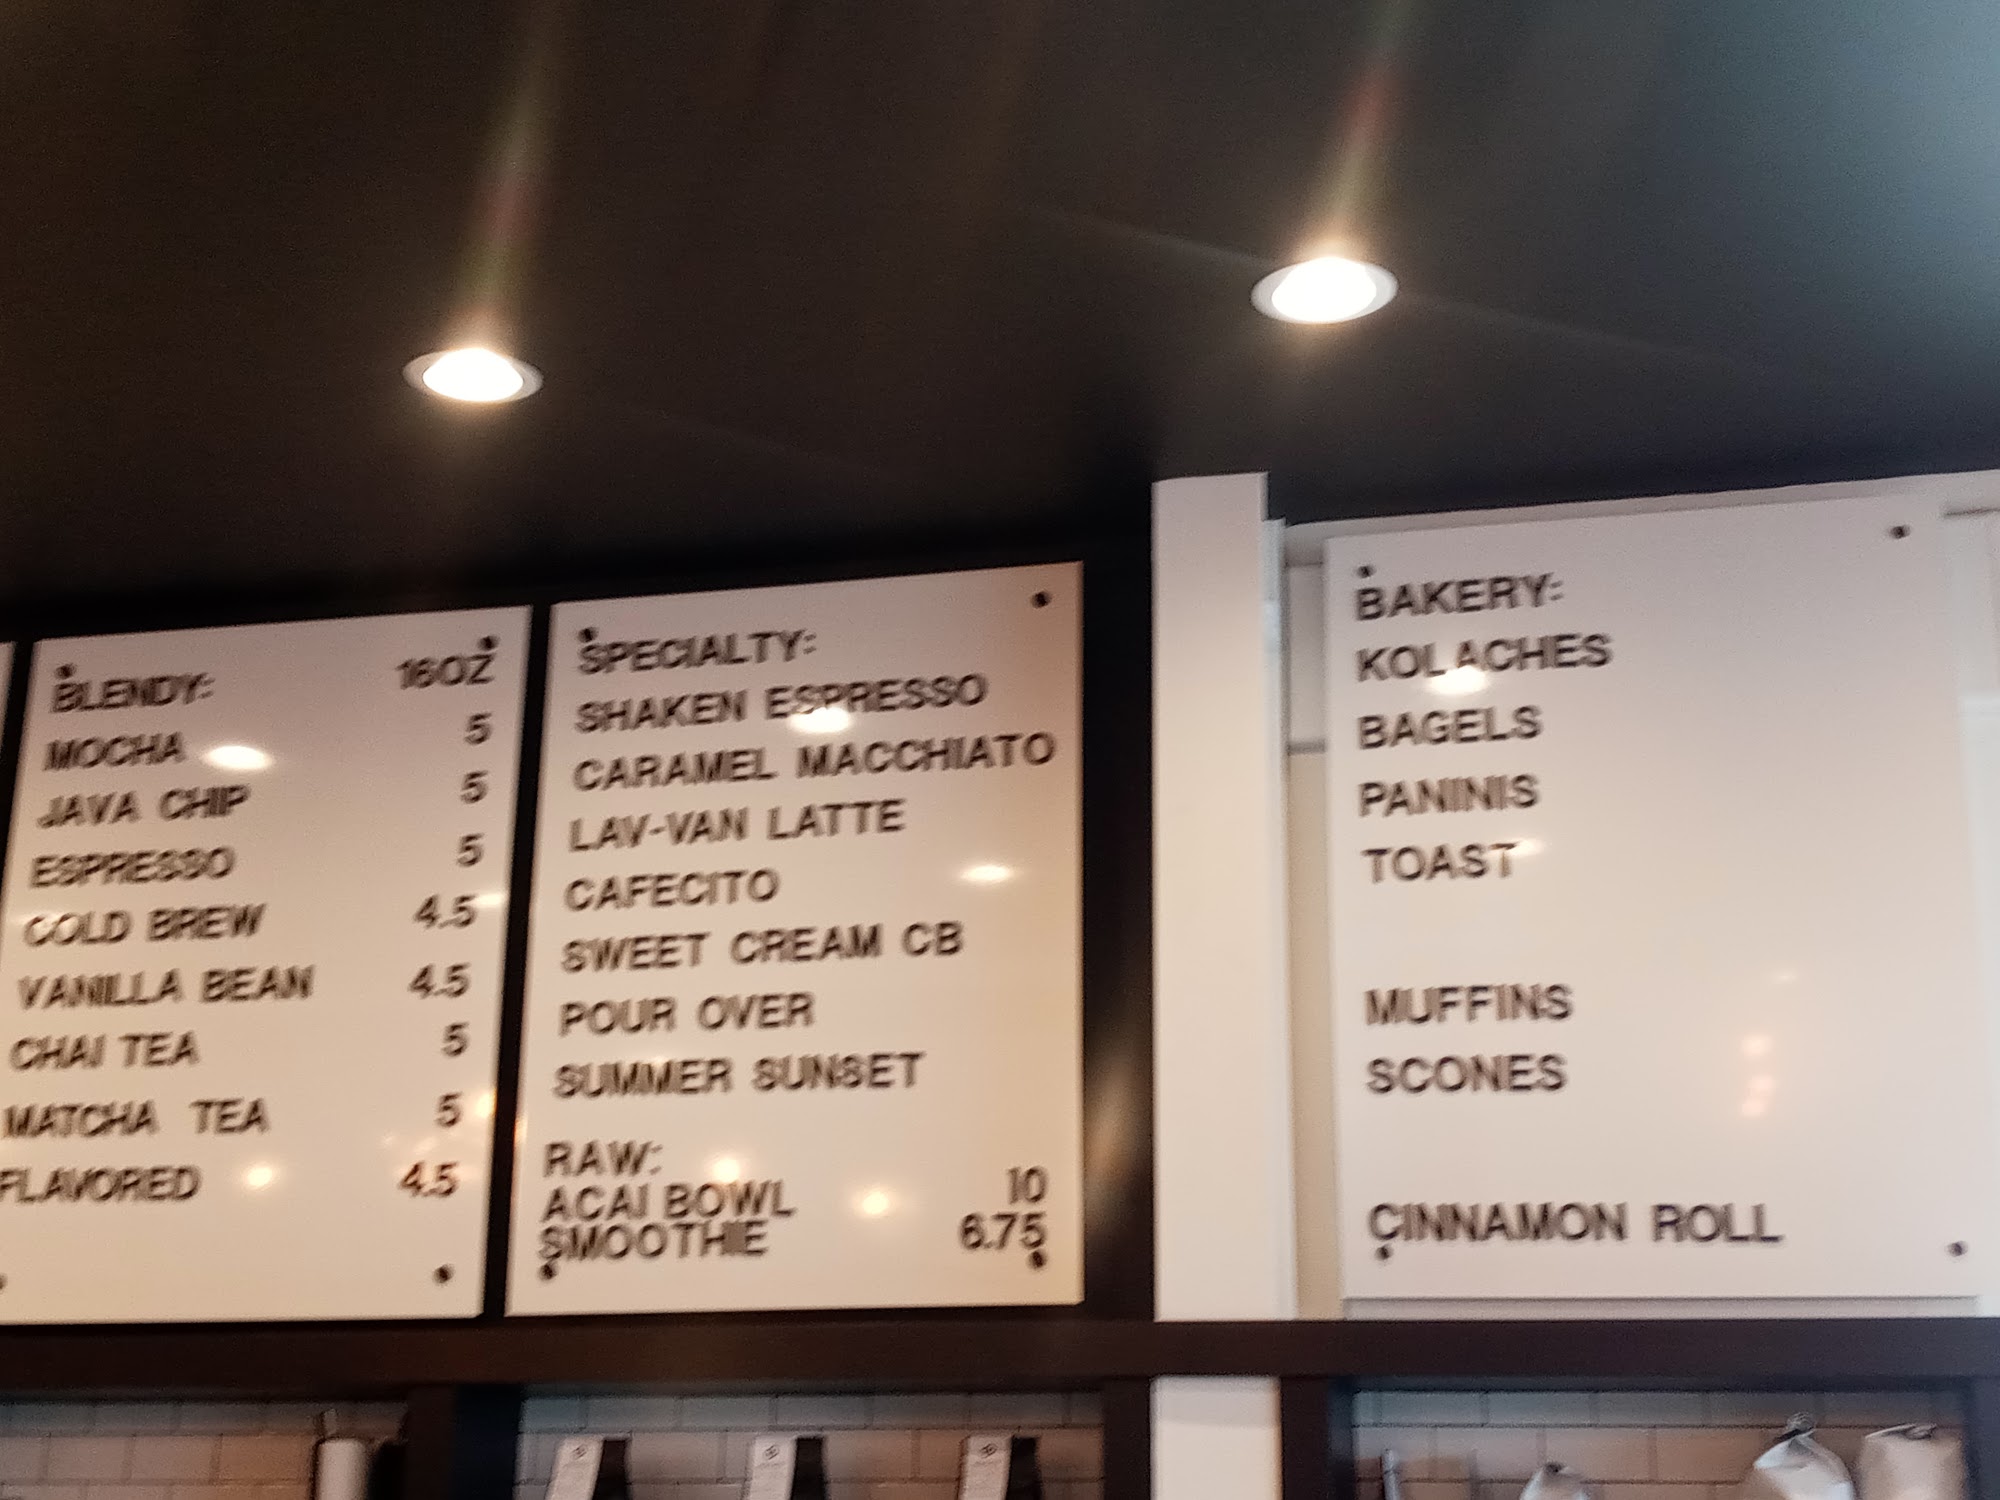 BLENDY: 16OZ
MOCHA 5
JAVA CHIP 5
ESPRESSO 5
COLD BREW 4.5
VANILLA BEAN 4.5
CHAI TEA 5
MATCHA TEA 5
FLAVORED 4.5
SPECIALTY:
SHAKEN ESPRESSO
CARAMEL MACCHIATO
LAV-VAN LATTE
CAFECITO
SWEET CREAM CB
POUR OVER
SUMMER SUNSET
RAW:
ACAI BOWL 10
SMOOTHIE 6.75
BAKERY:
KOLACHES
BAGELS
PANINIS
TOAST
MUFFINS
SCONES
CINNAMON ROLL